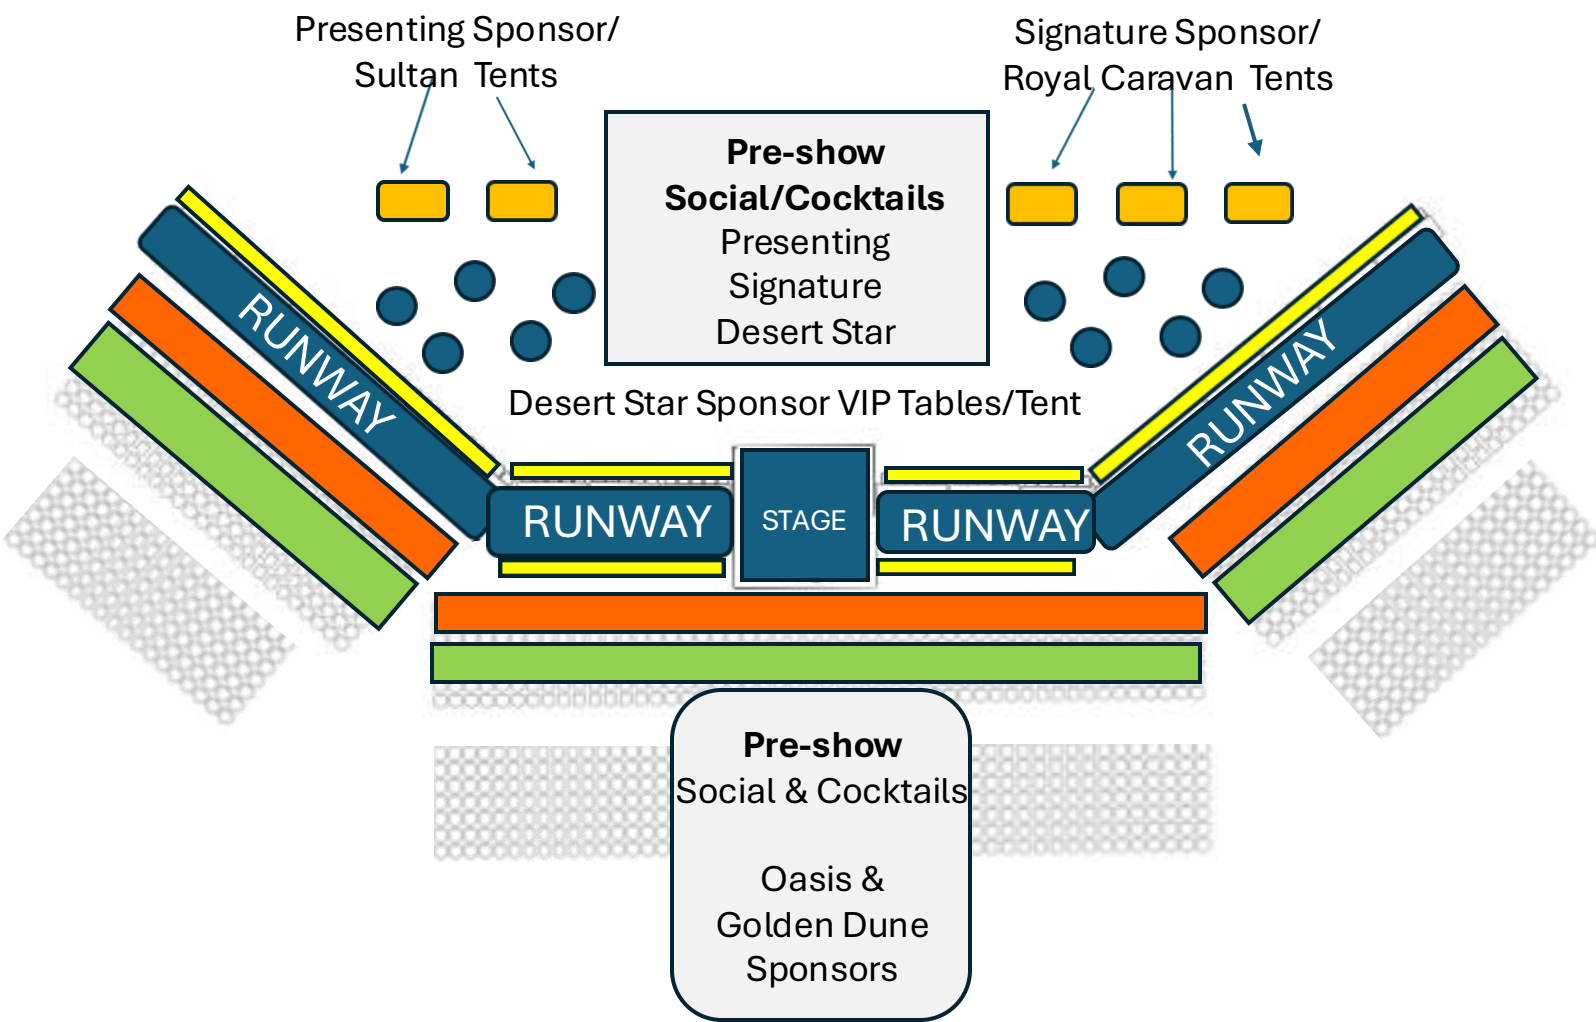 Presenting Sponsor/
Sultan Tents
Signature Sponsor/
Royal Caravan Tents
Pre-show
Social/Cocktails
Presenting
Signature
Desert Star
RUNWAY
RUNWAY
Desert Star Sponsor VIP Tables/Tent
RUNWAY
STAGE
RUNWAY
Pre-show
Social & Cocktails
Oasis &
Golden Dune
Sponsors